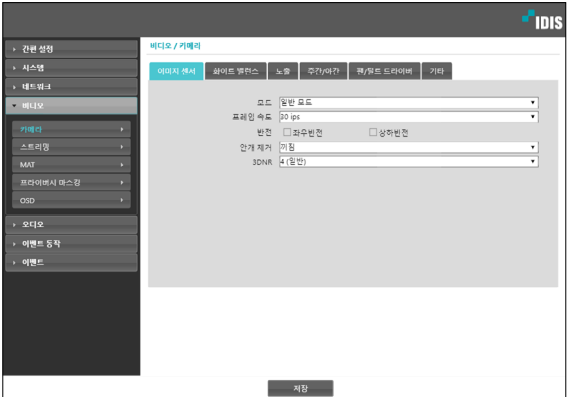 IDIS
간편 설정
시스템
네트워크
비디오
카메라
스트리밍
MAT
프라이버시 마스킹
OSD
오디오
이벤트 동작
이벤트
비디오 / 카메라
이미지 센서 화이트 밸런스 노출 주간/야간 팬/틸트 드라이버 기타
모드 일반 모드
프레임 속도 30 ips
반전 좌우반전 상하반전
안개 제거 꺼짐
3DNR 4 (일반)
저장